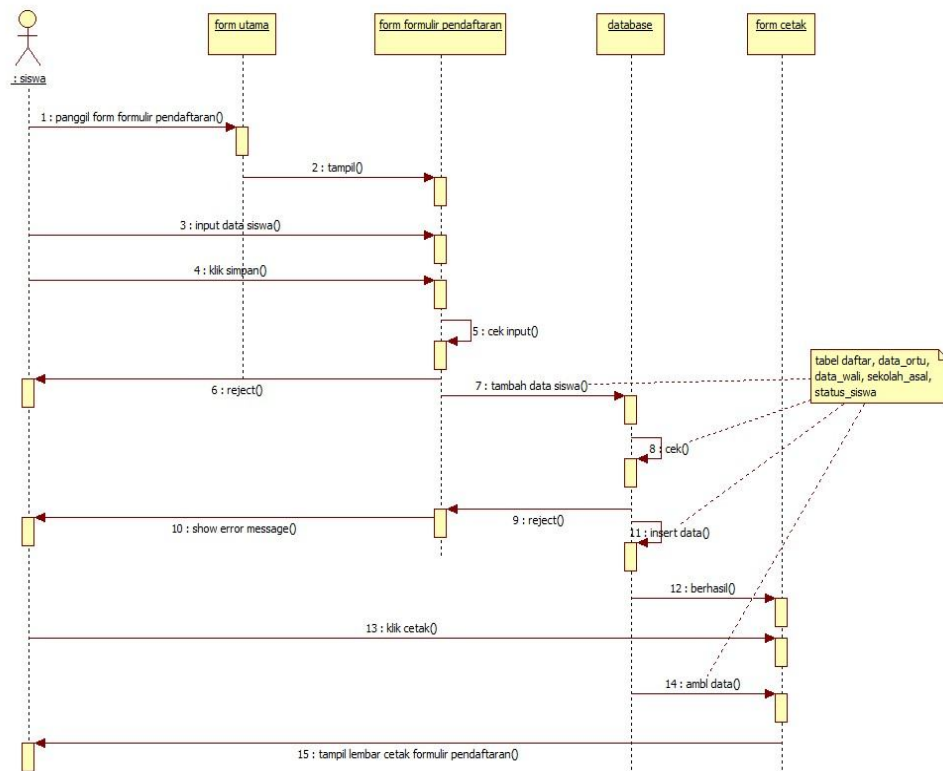 form utama
form formulir pendaftaran
database
form cetak
: siswa
1 : panggil form formulir pendaftaran()
2 : tampil()
3 : input data siswa()
4 : klik simpan()
5 : cek input()
tabel daftar, data_ortu,
data_wali, sekolah_asal,
status_siswa
6 : reject()
7 : tambah data siswa()
8 : cek()
9 : reject()
10 : show error message()
11 : insert data()
12 : berhasil()
13 : klik cetak()
14 : ambl data()
15 : tampil lembar cetak formulir pendaftaran()